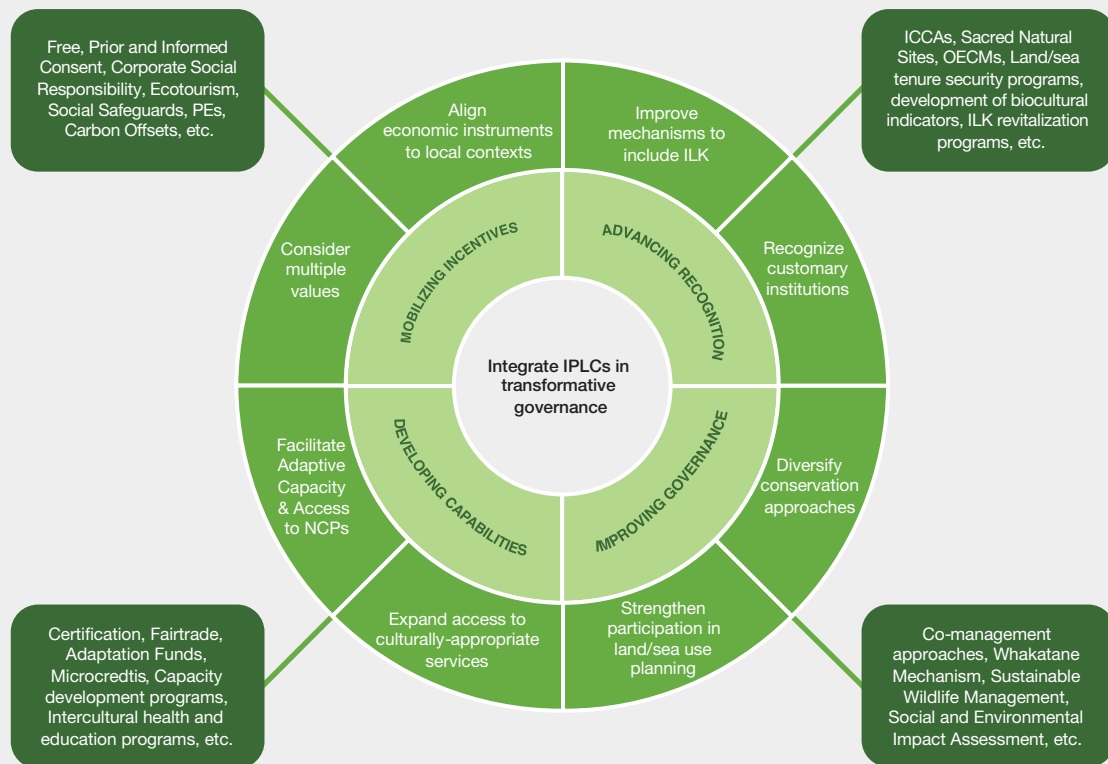 Free, Prior and Informed
Consent, Corporate Social
Responsibility, Ecotourism,
Social Safeguards, PEs,
Carbon Offsets, etc.
ICCAs, Sacred Natural
Sites, OECMs, Land/sea
tenure security programs,
development of biocultural
indicators, ILK revitalization
programs, etc.
Align
economic instruments
to local contexts
Improve
mechanisms to
include ILK
Consider
multiple
values
MOBILIZING INCENTIVES
ADVANCING RECOGNITION
Recognize
customary
institutions
Integrate IPLCs in
transformative
governance
Facilitate
Adaptive
Capacity
& Access
to NCPs
DEVELOPING CAPABILITIES
IMPROVING GOVERNANCE
Diversify
conservation
approaches
Expand access to
culturally-appropriate
services
Strengthen
participation in
land/sea use
planning
Certification, Fairtrade,
Adaptation Funds,
Microcredtis, Capacity
development programs,
Intercultural health and
education programs, etc.
Co-management
approaches, Whakatane
Mechanism, Sustainable
Wildlife Management,
Social and Environmental
Impact Assessment, etc.